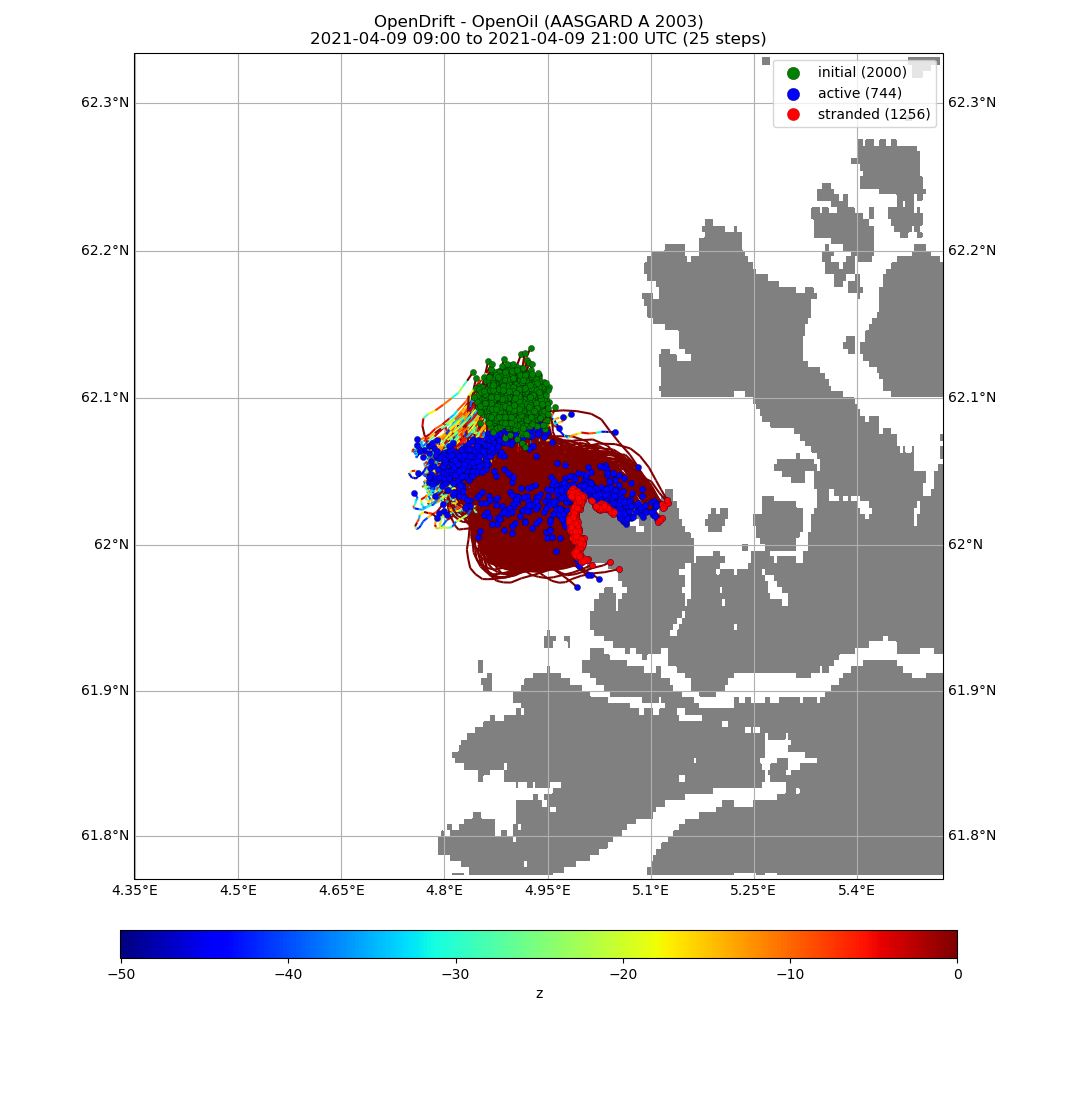 OpenDrift - OpenOil (AASGARD A 2003)
2021-04-09 09:00 to 2021-04-09 21:00 UTC (25 steps)
initial (2000)
active (744)
stranded (1256)
62.3°N 62.3°N
62.2°N 62.2°N
62.1°N 62.1°N
62°N 62°N
61.9°N 61.9°N
61.8°N 61.8°N
4.35°E 4.5°E 4.65°E 4.8°E 4.95°E 5.1°E 5.25°E 5.4°E
−50 −40 −30 −20 −10 0
z